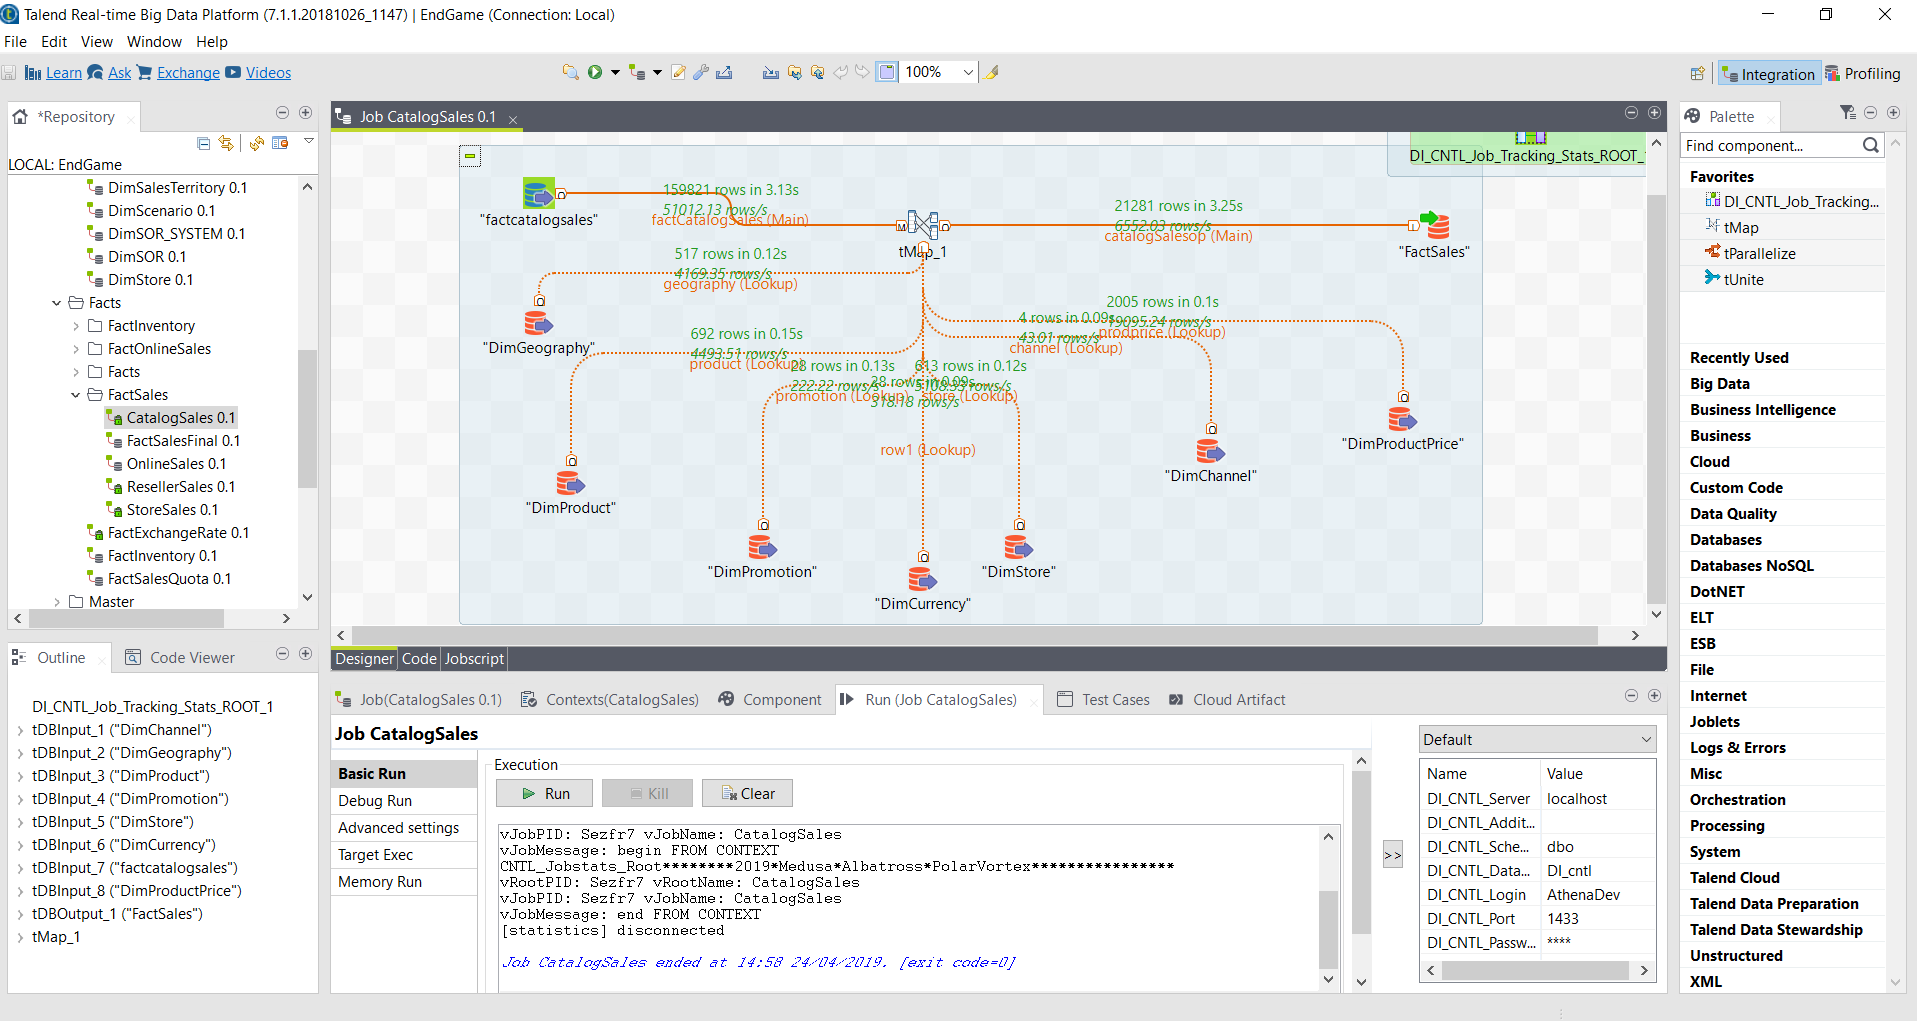 Talend Real-time Big Data Platform (7.1.1.20181026_1147) | EndGame (Connection: Local)
File Edit View Window Help
Learn Ask Exchange Videos
100%
Integration Profiling
*Repository
LOCAL: EndGame
DimSalesTerritory 0.1
DimScenario 0.1
DimSOR_SYSTEM 0.1
DimSOR 0.1
DimStore 0.1
Facts
FactInventory
FactOnlineSales
Facts
FactSales
CatalogSales 0.1
FactSalesFinal 0.1
OnlineSales 0.1
ResellerSales 0.1
StoreSales 0.1
FactExchangeRate 0.1
FactInventory 0.1
FactSalesQuota 0.1
Master
Outline Code Viewer
DI_CNTL_Job_Tracking_Stats_ROOT_1
tDBInput_1 ("DimChannel")
tDBInput_2 ("DimGeography")
tDBInput_3 ("DimProduct")
tDBInput_4 ("DimPromotion")
tDBInput_5 ("DimStore")
tDBInput_6 ("DimCurrency")
tDBInput_7 ("factcatalogsales")
tDBInput_8 ("DimProductPrice")
tDBOutput_1 ("FactSales")
tMap_1
Job CatalogSales 0.1
DI_CNTL_Job_Tracking_Stats_ROOT_
"factcatalogsales"
159821 rows in 3.13s
51012.13 rows/s
factCatalogSales (Main)
tMap_1
21281 rows in 3.25s
6552.03 rows/s
catalogSalesop (Main)
"FactSales"
517 rows in 0.12s
4169.35 rows/s
geography (Lookup)
"DimGeography"
692 rows in 0.15s
4493.51 rows/s
product (Lookup)
"DimProduct"
28 rows in 0.13s
222.22 rows/s
promotion (Lookup)
"DimPromotion"
28 rows in 0.09s
318.18 rows/s
row1 (Lookup)
"DimCurrency"
613 rows in 0.12s
5108.33 rows/s
store (Lookup)
"DimStore"
4 rows in 0.09s
43.01 rows/s
channel (Lookup)
"DimChannel"
2005 rows in 0.1s
19095.24 rows/s
prodprice (Lookup)
"DimProductPrice"
Designer Code Jobscript
Job(CatalogSales 0.1) Contexts(CatalogSales) Component Run (Job CatalogSales) Test Cases Cloud Artifact
Job CatalogSales
Basic Run
Debug Run
Advanced settings
Target Exec
Memory Run
Execution
Run Kill Clear
vJobPID: Sezfr7 vJobName: CatalogSales
vJobMessage: begin FROM CONTEXT
CNTL_Jobstats_Root********2019*Medusa*Albatross*PolarVortex****************
vRootPID: Sezfr7 vRootName: CatalogSales
vJobPID: Sezfr7 vJobName: CatalogSales
vJobMessage: end FROM CONTEXT
[statistics] disconnected
Job CatalogSales ended at 14:58 24/04/2019. [exit code=0]
>>
Default
Name Value
DI_CNTL_Server localhost
DI_CNTL_Addit...
DI_CNTL_Sche... dbo
DI_CNTL_Data... DI_cntl
DI_CNTL_Login AthenaDev
DI_CNTL_Port 1433
DI_CNTL_Passw... ****
Palette
Find component...
Favorites
DI_CNTL_Job_Tracking...
tMap
tParallelize
tUnite
Recently Used
Big Data
Business Intelligence
Business
Cloud
Custom Code
Data Quality
Databases
Databases NoSQL
DotNET
ELT
ESB
File
Internet
Joblets
Logs & Errors
Misc
Orchestration
Processing
System
Talend Cloud
Talend Data Preparation
Talend Data Stewardship
Unstructured
XML